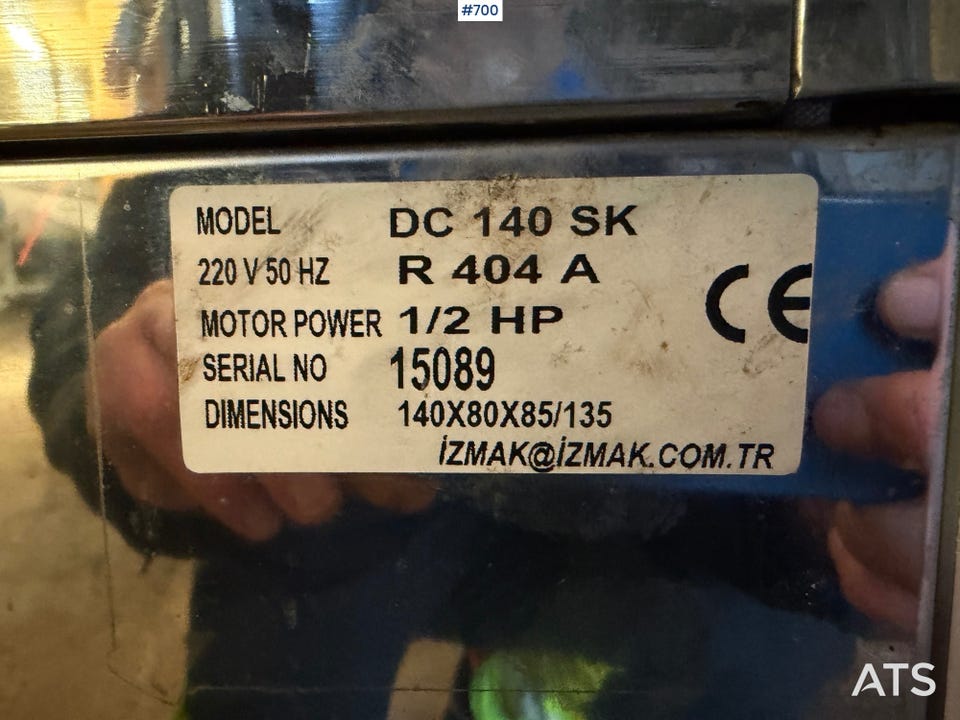 #700
MODEL DC 140 SK
220 V 50 HZ R 404 A
MOTOR POWER 1/2 HP
SERIAL NO 15089
DIMENSIONS 140X80X85/135
CE
İZMAK@İZMAK.COM.TR
ATS